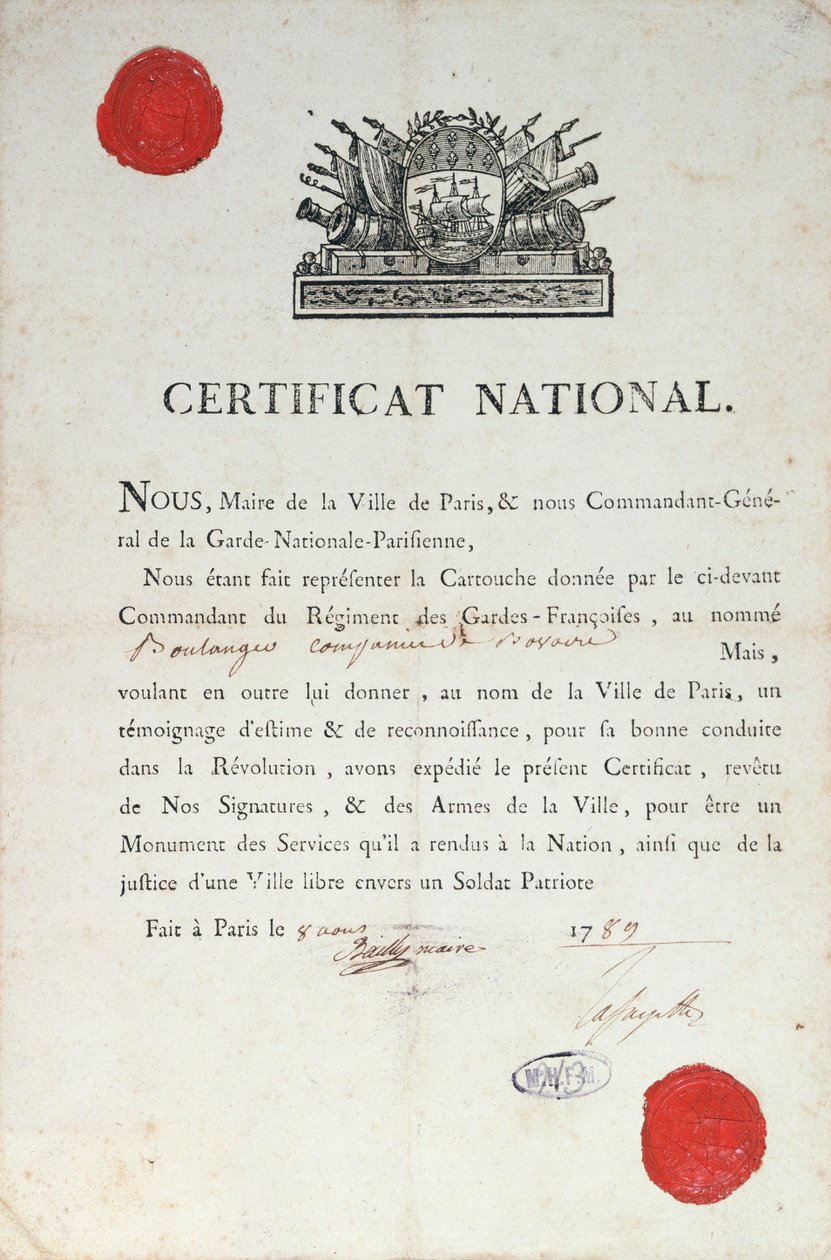 CERTIFICAT NATIONAL.
NOUS, Maire de la Ville de Paris, & nous Commandant-Géné-
ral de la Garde-Nationale-Parisienne,
Nous étant fait repréſenter la Cartouche donnée par le ci-devant
Commandant du Régiment des Gardes-Françoiſes, au nommé
Boulanger compagnie de
Mais,
voulant en outre lui donner, au nom de la Ville de Paris, un
témoignage d'eſtime & de reconnoiſſance, pour ſa bonne conduite
dans la Révolution, avons expédié le préſent Certificat, revêtu
de Nos Signatures, & des Armes de la Ville, pour être un
Monument des Services qu'il a rendus à la Nation, ainſi que de la
juſtice d'une Ville libre envers un Soldat Patriote
Fait à Paris le 8 aous 1789
Bailly maire
Lafayette
M.H.F.M.